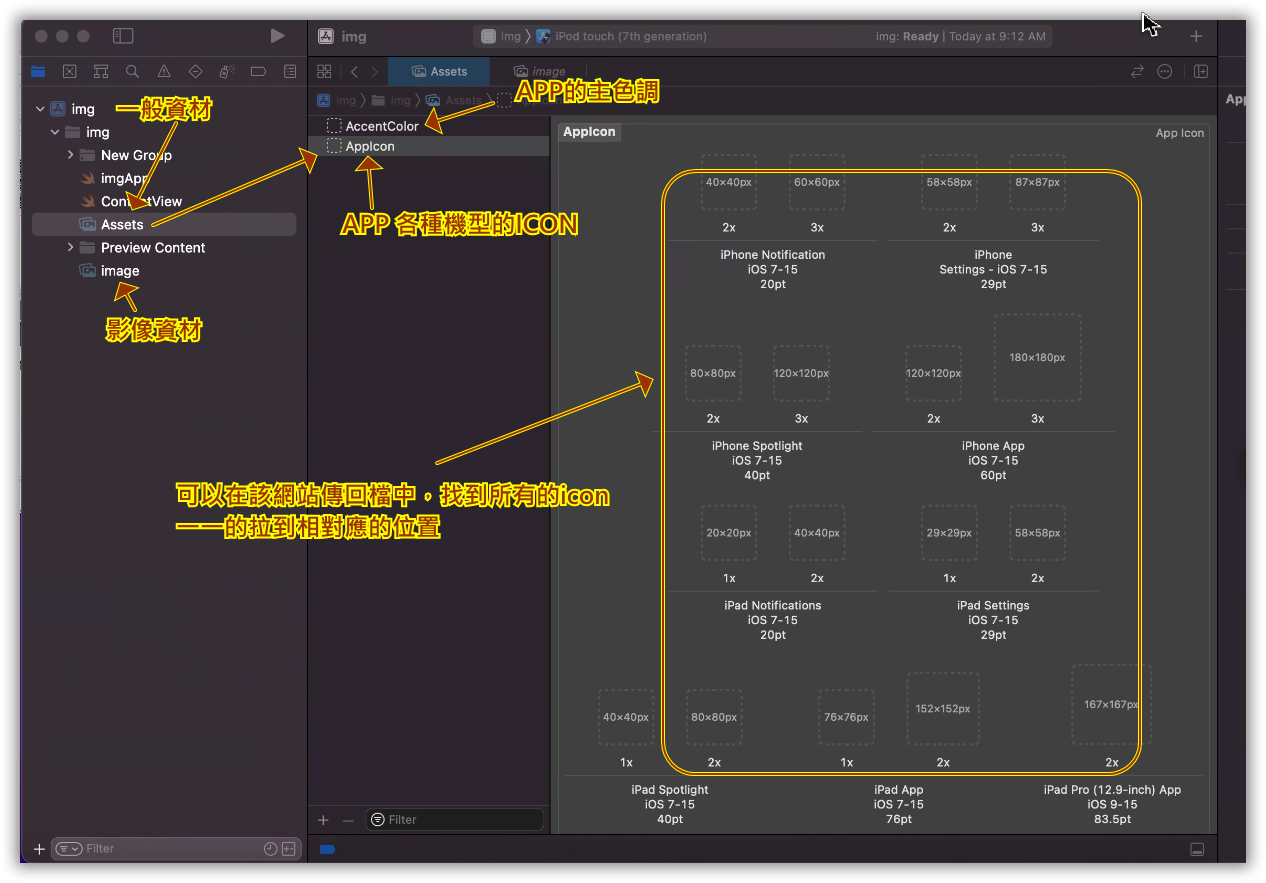 img
img
iPod touch (7th generation)
img: Ready | Today at 9:12 AM
Assets
image
img
img
Assets
APP的主色調
App
img
一般資材
img
New Group
imgApp
ContentView
Assets
Preview Content
image
影像資材
AccentColor
AppIcon
APP 各種機型的ICON
AppIcon
App Icon
40×40px 60×60px 58×58px 87×87px
2x 3x 2x 3x
iPhone Notification
iOS 7-15
20pt
iPhone
Settings - iOS 7-15
29pt
80×80px 120×120px 120×120px 180×180px
2x 3x 2x 3x
iPhone Spotlight
iOS 7-15
40pt
iPhone App
iOS 7-15
60pt
可以在該網站傳回檔中，找到所有的icon
一一的拉到相對應的位置
20×20px 40×40px 29×29px 58×58px
1x 2x 1x 2x
iPad Notifications
iOS 7-15
20pt
iPad Settings
iOS 7-15
29pt
40×40px 80×80px 76×76px 152×152px 167×167px
1x 2x 1x 2x 2x
iPad Spotlight
iOS 7-15
40pt
iPad App
iOS 7-15
76pt
iPad Pro (12.9-inch) App
iOS 9-15
83.5pt
Filter
Filter